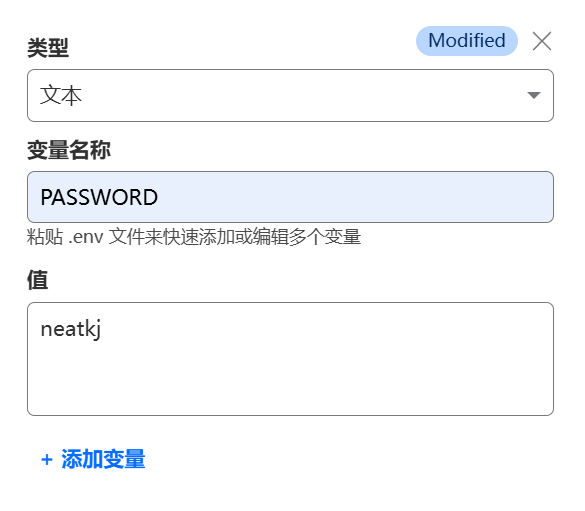 类型
Modified
文本
变量名称
PASSWORD
粘贴 .env 文件来快速添加或编辑多个变量
值
neatkj
+ 添加变量